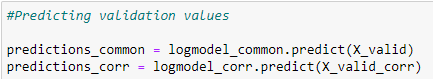 #Predicting validation values
predictions_common = logmodel_common.predict(X_valid)
predictions_corr = logmodel_corr.predict(X_valid_corr)